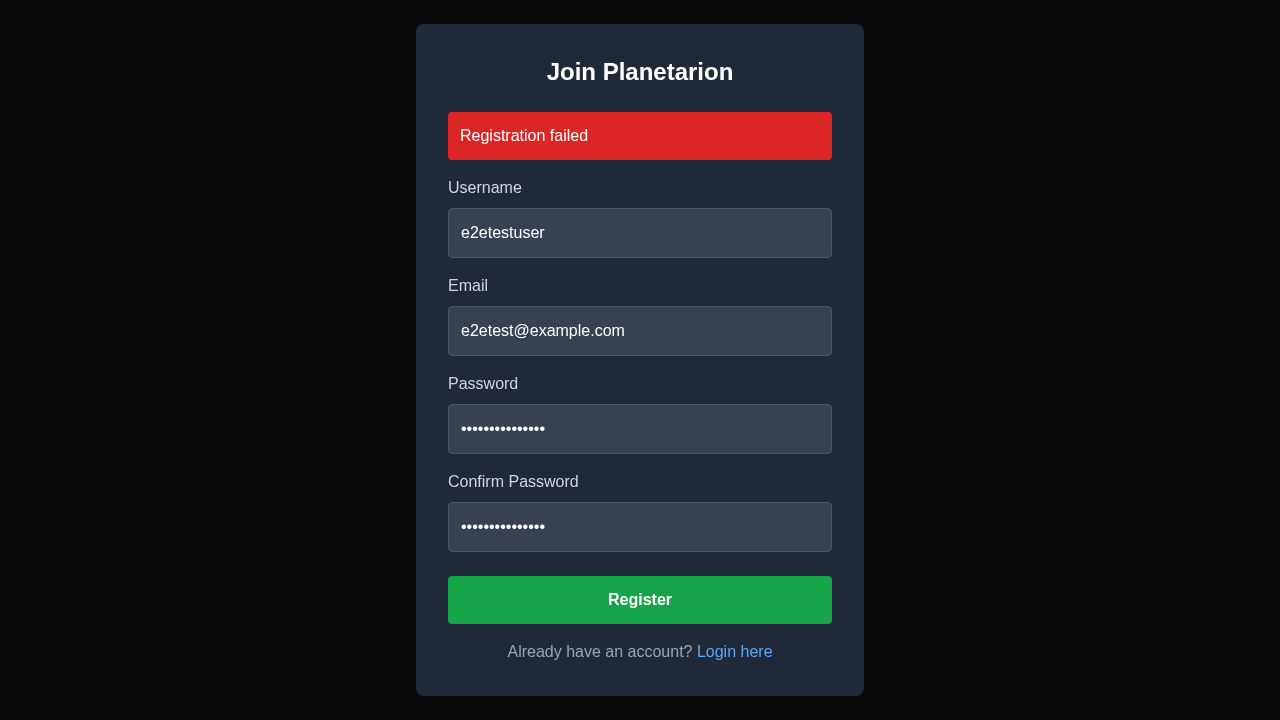 Join Planetarion
Registration failed
Username
e2etestuser
Email
e2etest@example.com
Password
•••••••••••••••
Confirm Password
•••••••••••••••
Register
Already have an account? Login here